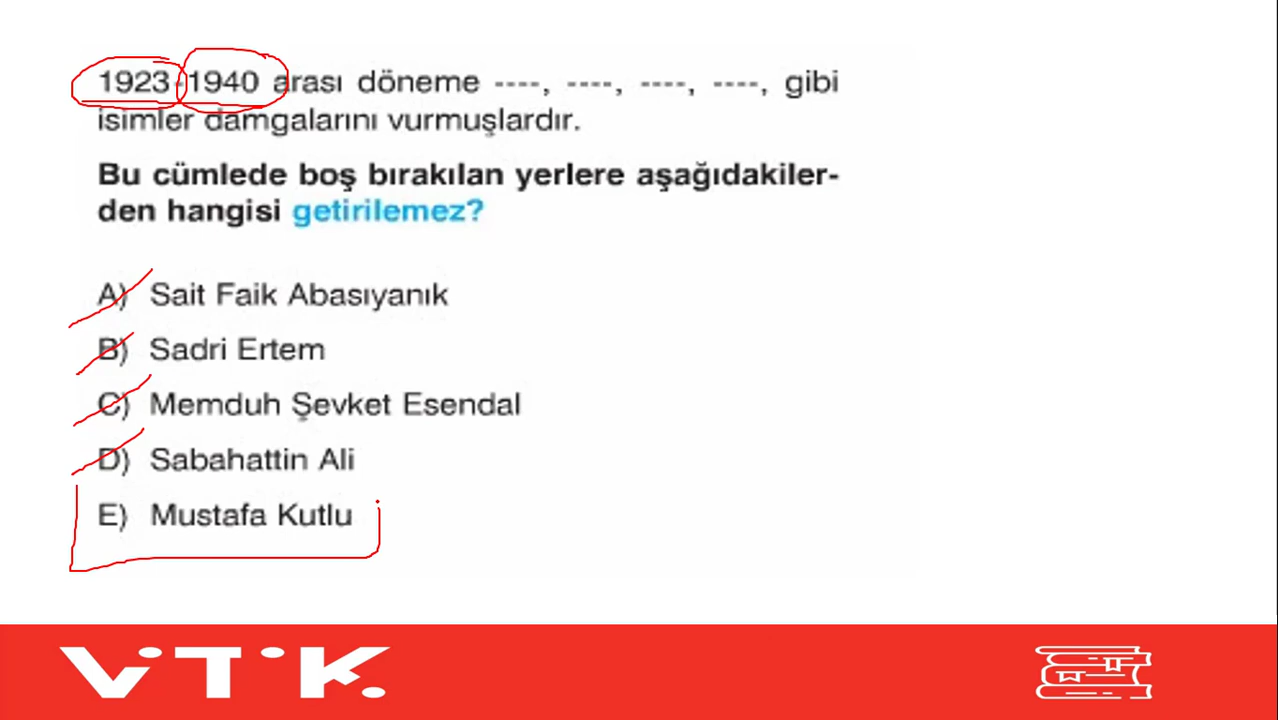 1923-1940 arası döneme ----, ----, ----, ----, gibi
isimler damgalarını vurmuşlardır.
Bu cümlede boş bırakılan yerlere aşağıdakiler-
den hangisi getirilemez?
A) Sait Faik Abasıyanık
B) Sadri Ertem
C) Memduh Şevket Esendal
D) Sabahattin Ali
E) Mustafa Kutlu
VTK